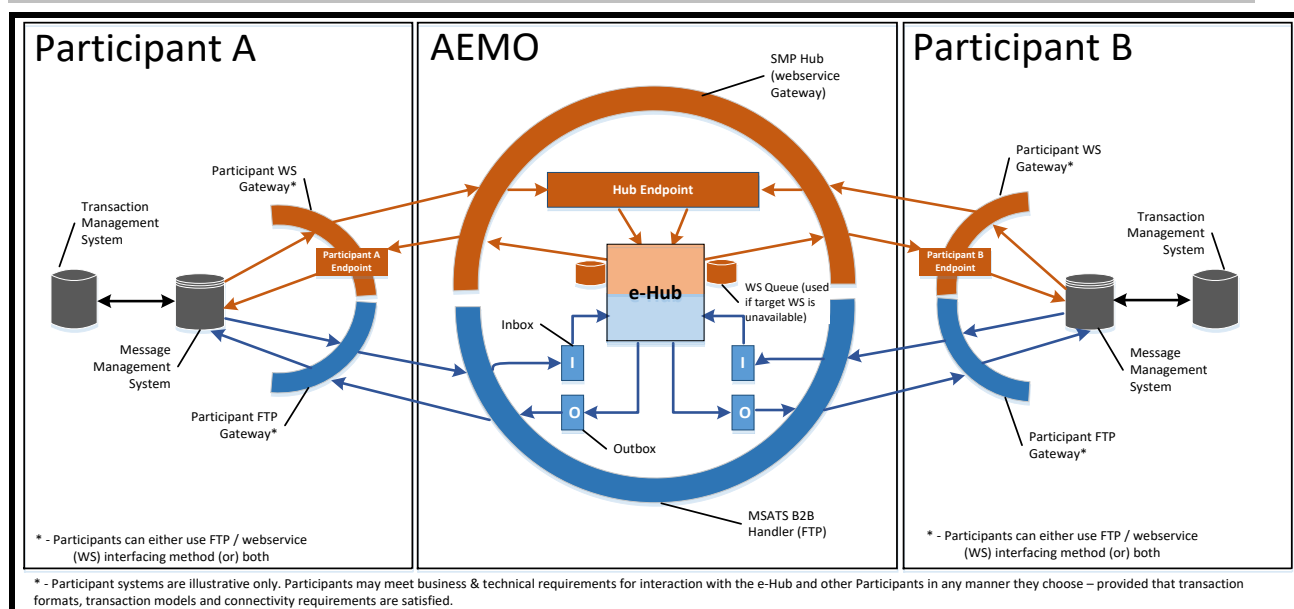 Participant A
AEMO
Participant B
SMP Hub
(webservice
Gateway)
Participant WS
Gateway*
Participant WS
Gateway*
Hub Endpoint
Transaction
Management
System
Transaction
Management
System
Participant A
Endpoint
Participant B
Endpoint
e-Hub
WS Queue (used
if target WS is
unavailable)
Inbox
I
I
Message
Management
System
Message
Management
System
O
O
Participant FTP
Gateway*
Outbox
Participant FTP
Gateway*
MSATS B2B
Handler (FTP)
* - Participants can either use FTP / webservice
(WS) interfacing method (or) both
* - Participants can either use FTP / webservice
(WS) interfacing method (or) both
* - Participant systems are illustrative only. Participants may meet business & technical requirements for interaction with the e-Hub and other Participants in any manner they choose – provided that transaction
formats, transaction models and connectivity requirements are satisfied.